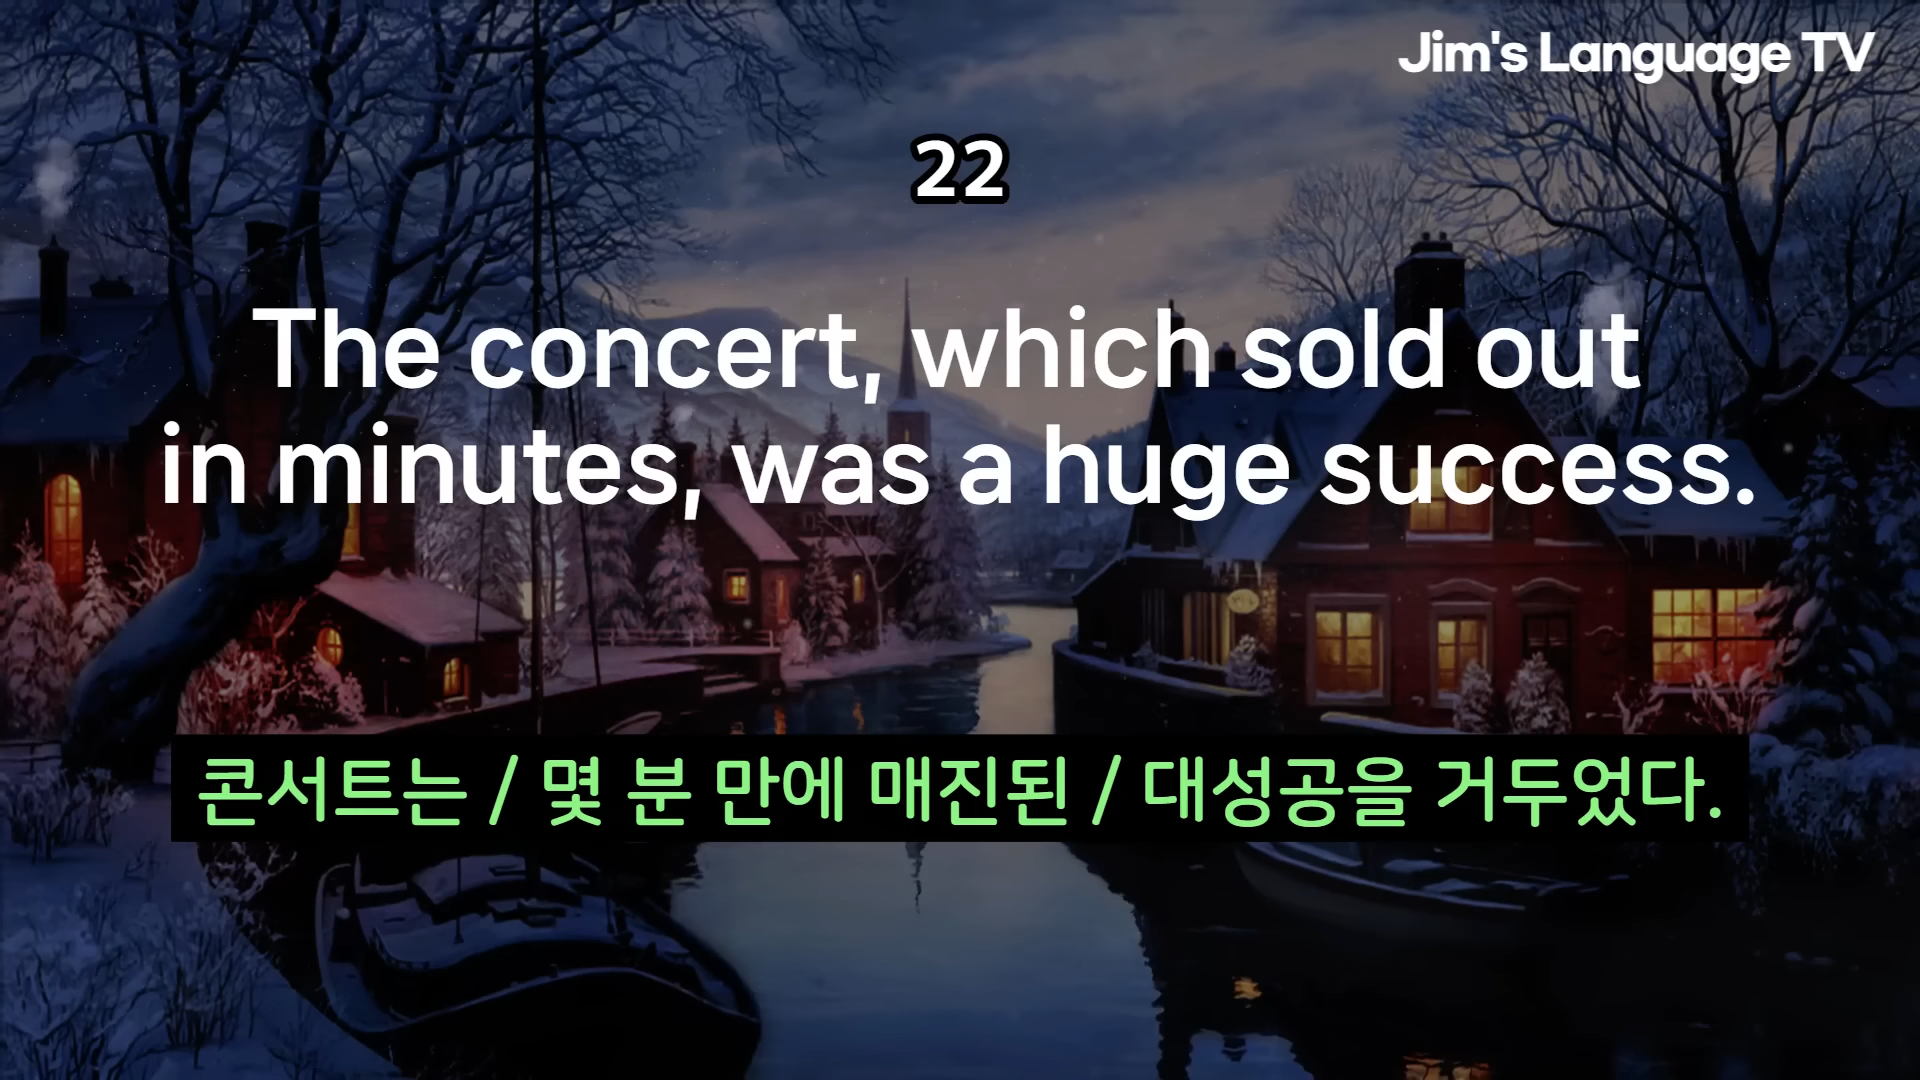 Jim's Language TV
22
The concert, which sold out
in minutes, was a huge success.
콘서트는 / 몇 분 만에 매진된 / 대성공을 거두었다.